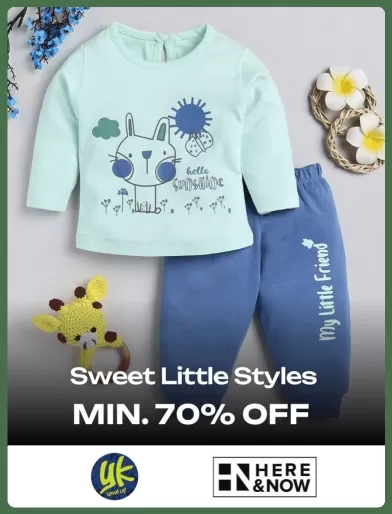 hello
sunshine
My Little Friend
Sweet Little Styles
MIN. 70% OFF
YK
HERE
&NOW